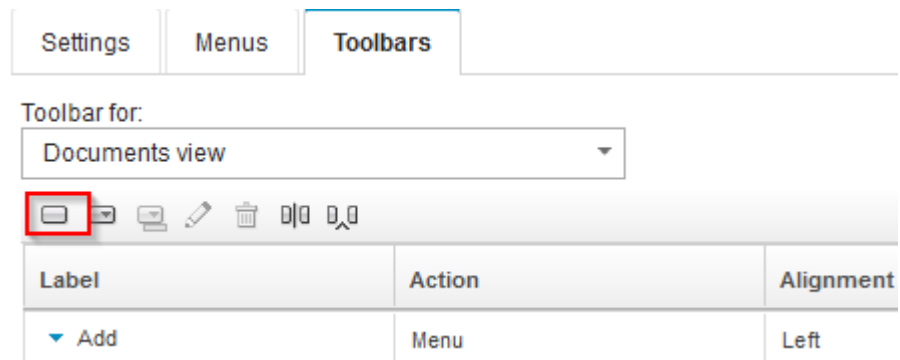 Settings Menus Toolbars
Toolbar for:
Documents view
Label Action Alignment
Add Menu Left